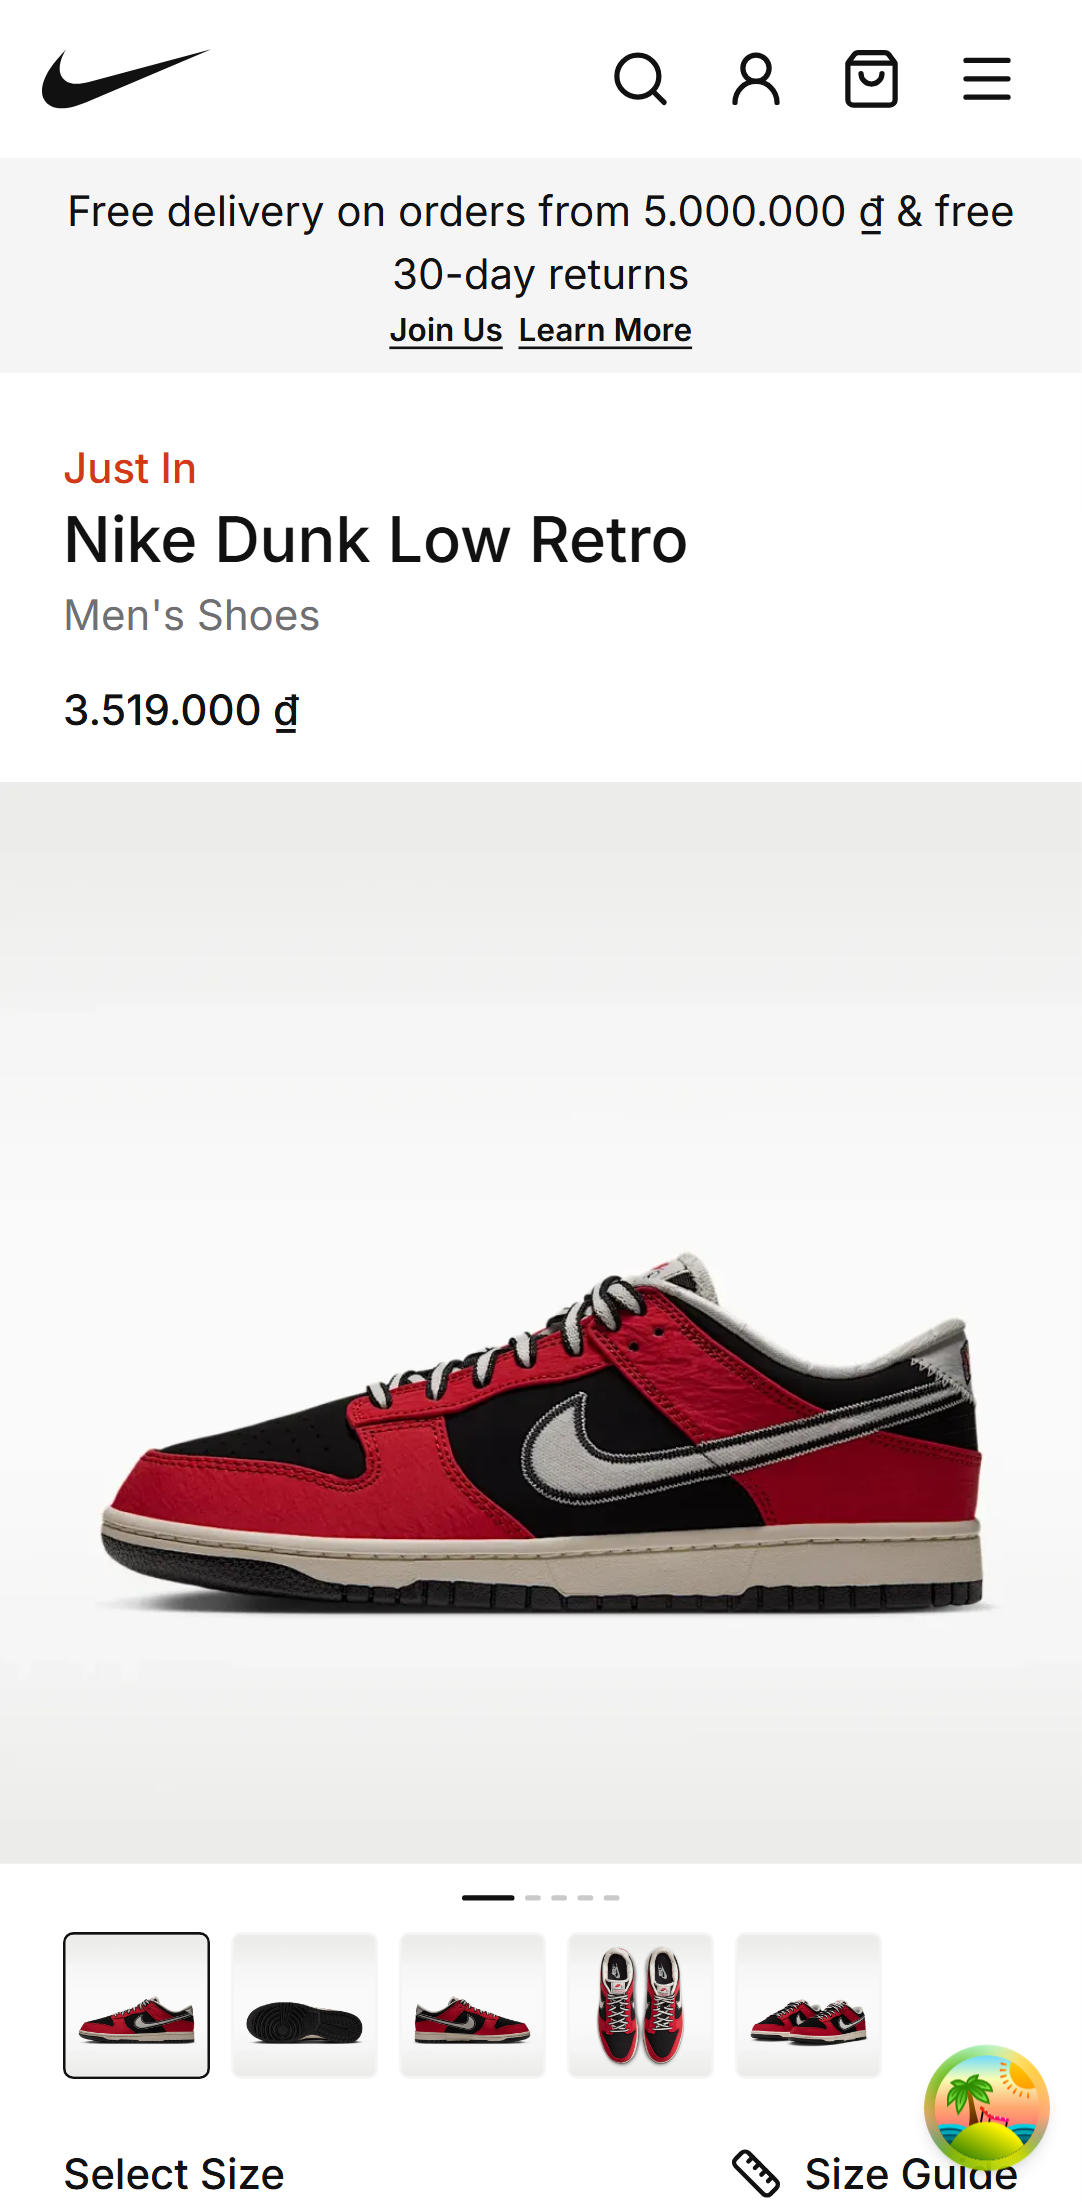 Free delivery on orders from 5.000.000 ₫ & free
30-day returns
Join Us Learn More
Just In
Nike Dunk Low Retro
Men's Shoes
3.519.000 ₫
Select Size
Size Guide